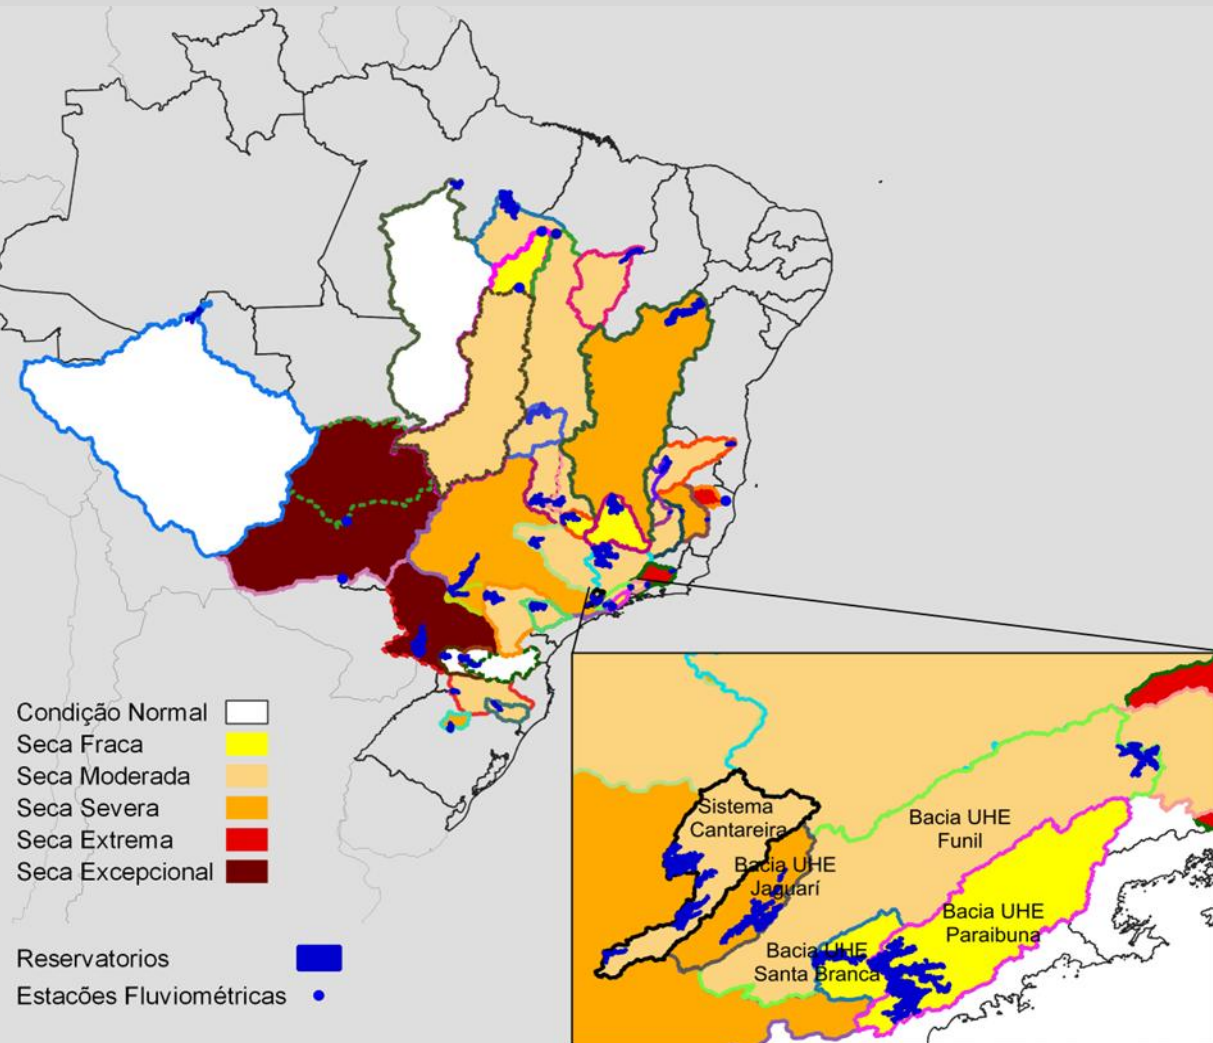 Condição Normal
Seca Fraca
Seca Moderada
Seca Severa
Seca Extrema
Seca Excepcional
Reservatorios
Estacões Fluviométricas
Sistema
Cantareira
Bacia UHE
Jaguarí
Bacia UHE
Funil
Bacia UHE
Paraibuna
Bacia UHE
Santa Branca